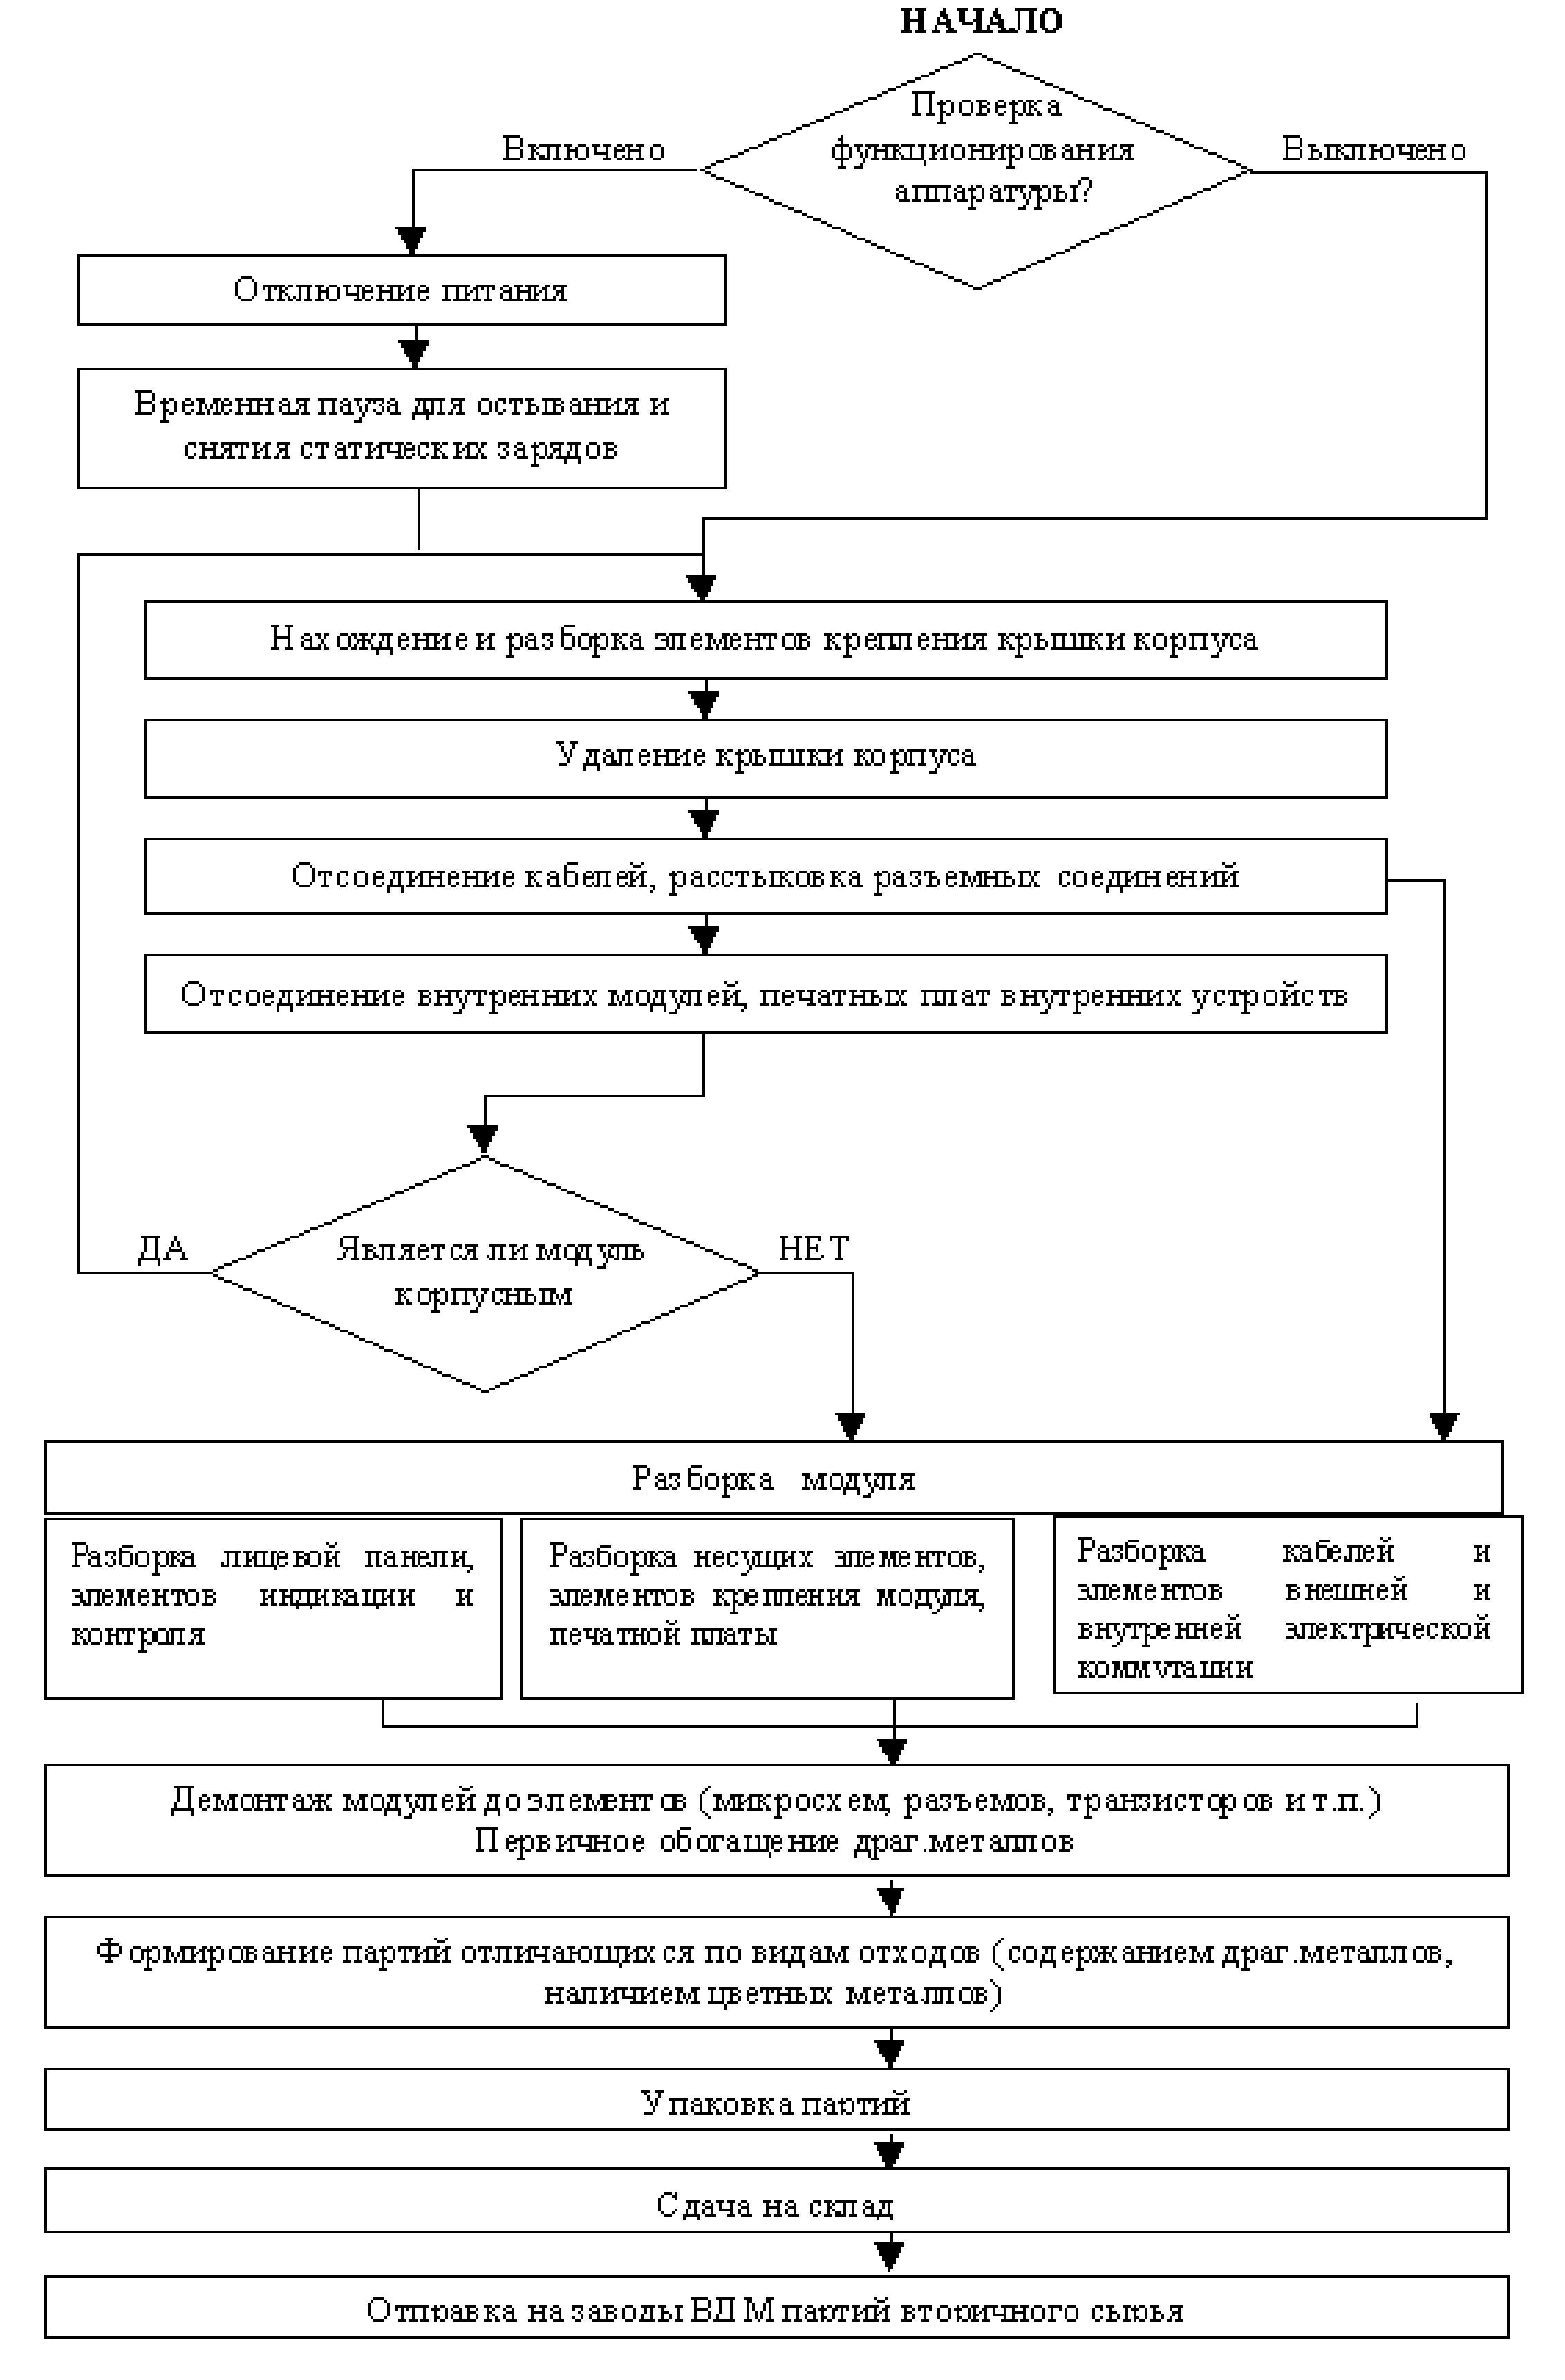 НАЧАЛО
Проверка
функционирования
аппаратуры?
Включено
Выключено
Отключение питания
Временная пауза для остывания и
снятия статических зарядов
Нахождение и разборка элементов крепления крышки корпуса
Удаление крышки корпуса
Отсоединение кабелей, расстыковка разъемных соединений
Отсоединение внутренних модулей, печатных плат внутренних устройств
ДА
Является ли модуль
корпусным
НЕТ
Разборка модуля
Разборка лицевой панели,
элементов индикации и
контроля
Разборка несущих элементов,
элементов крепления модуля,
печатной платы
Разборка кабелей и
элементов внешней и
внутренней электрической
коммутации
Демонтаж модулей до элементов (микросхем, разъемов, транзисторов и т.п.)
Первичное обогащение драг.металлов
Формирование партий отличающихся по видам отходов (содержанием драг.металлов,
наличием цветных металлов)
Упаковка партий
Сдача на склад
Отправка на заводы ВДМ партий вторичного сырья